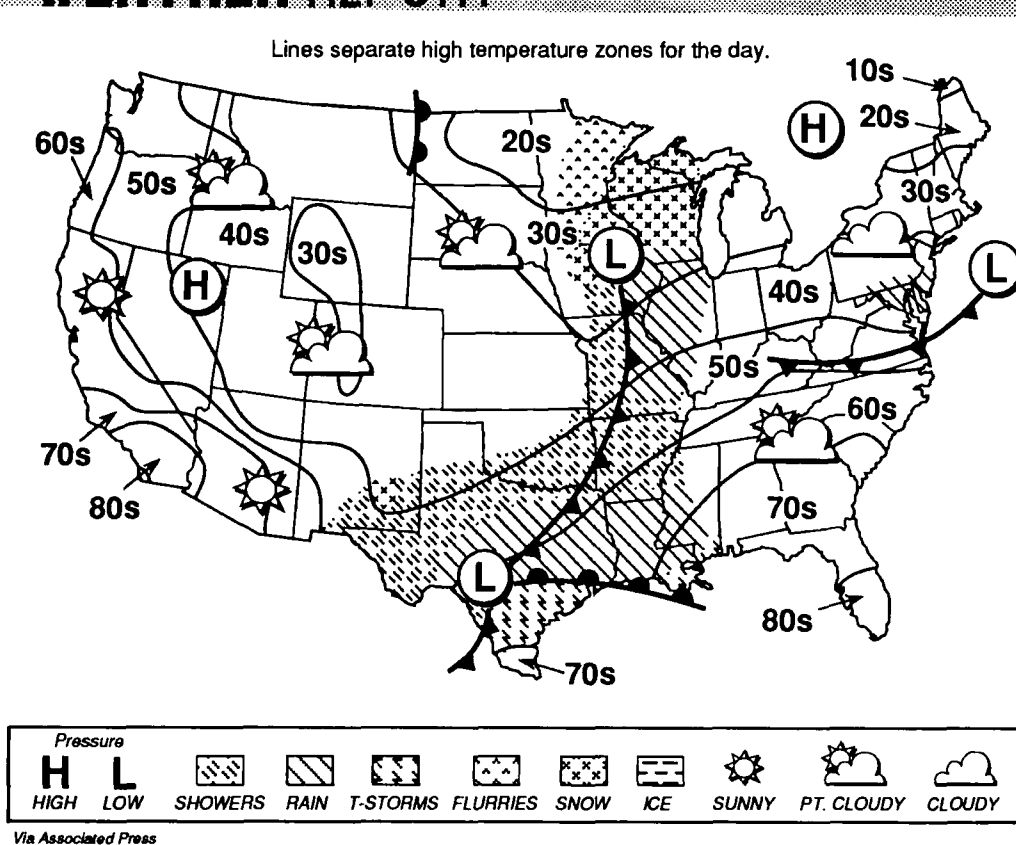 Lines separate high temperature zones for the day.
10s
H
20s
60s
20s
50s
30s
40s
30s
30s
L
L
H
40s
50s
60s
70s
80s
70s
L
80s
70s
Pressure
H L
HIGH LOW SHOWERS RAIN T-STORMS FLURRIES SNOW ICE SUNNY PT. CLOUDY CLOUDY
Via Associated Press